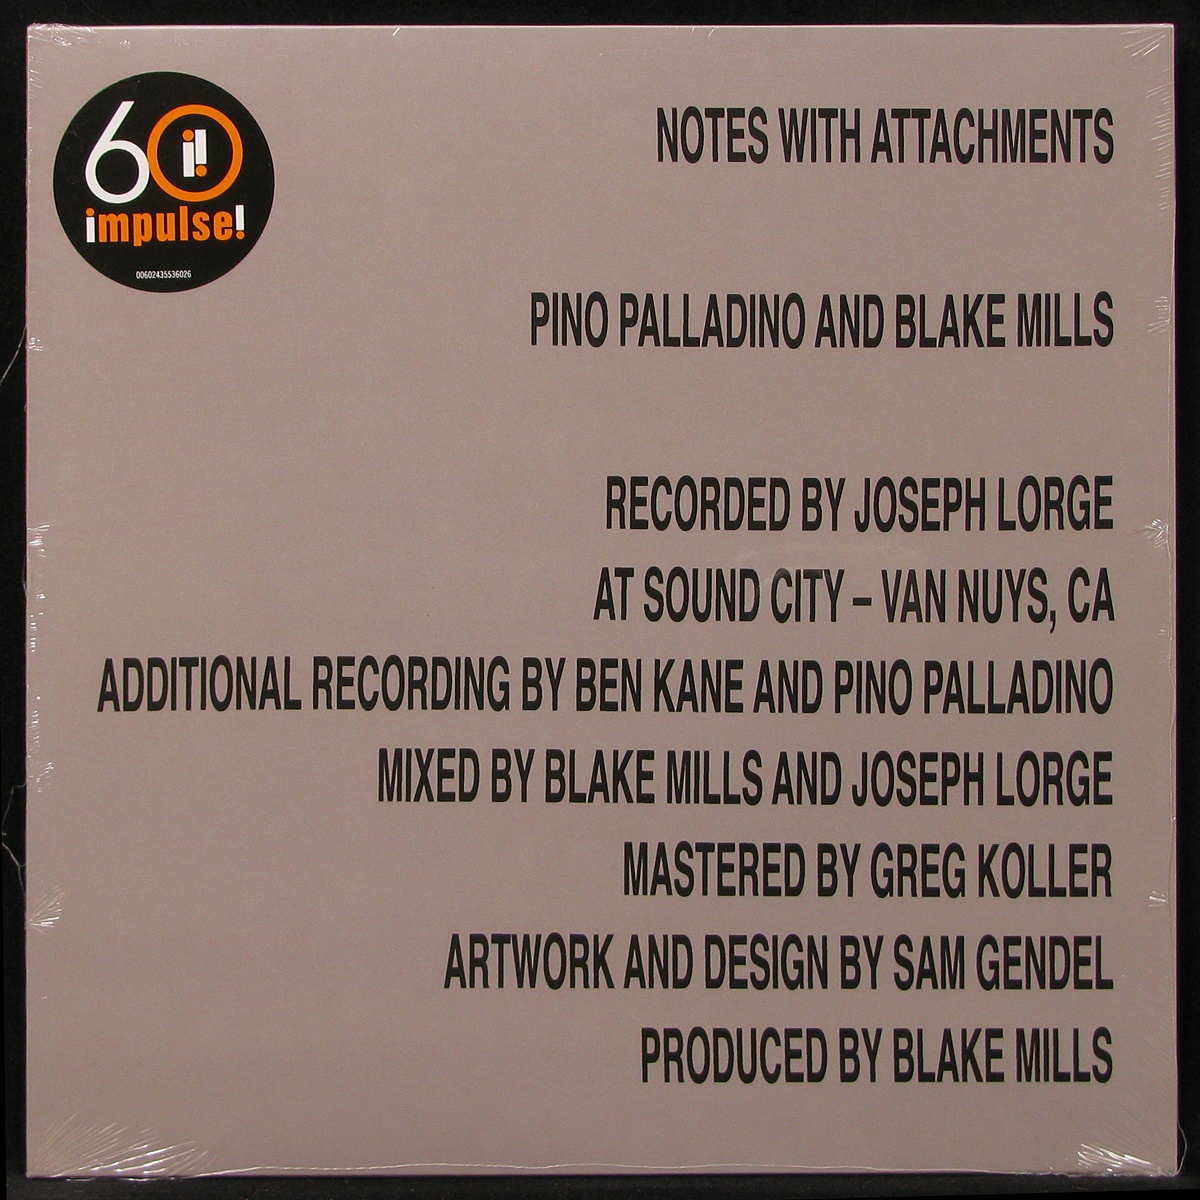 60 i!
impulse!
00602435536026
NOTES WITH ATTACHMENTS
PINO PALLADINO AND BLAKE MILLS
RECORDED BY JOSEPH LORGE
AT SOUND CITY – VAN NUYS, CA
ADDITIONAL RECORDING BY BEN KANE AND PINO PALLADINO
MIXED BY BLAKE MILLS AND JOSEPH LORGE
MASTERED BY GREG KOLLER
ARTWORK AND DESIGN BY SAM GENDEL
PRODUCED BY BLAKE MILLS